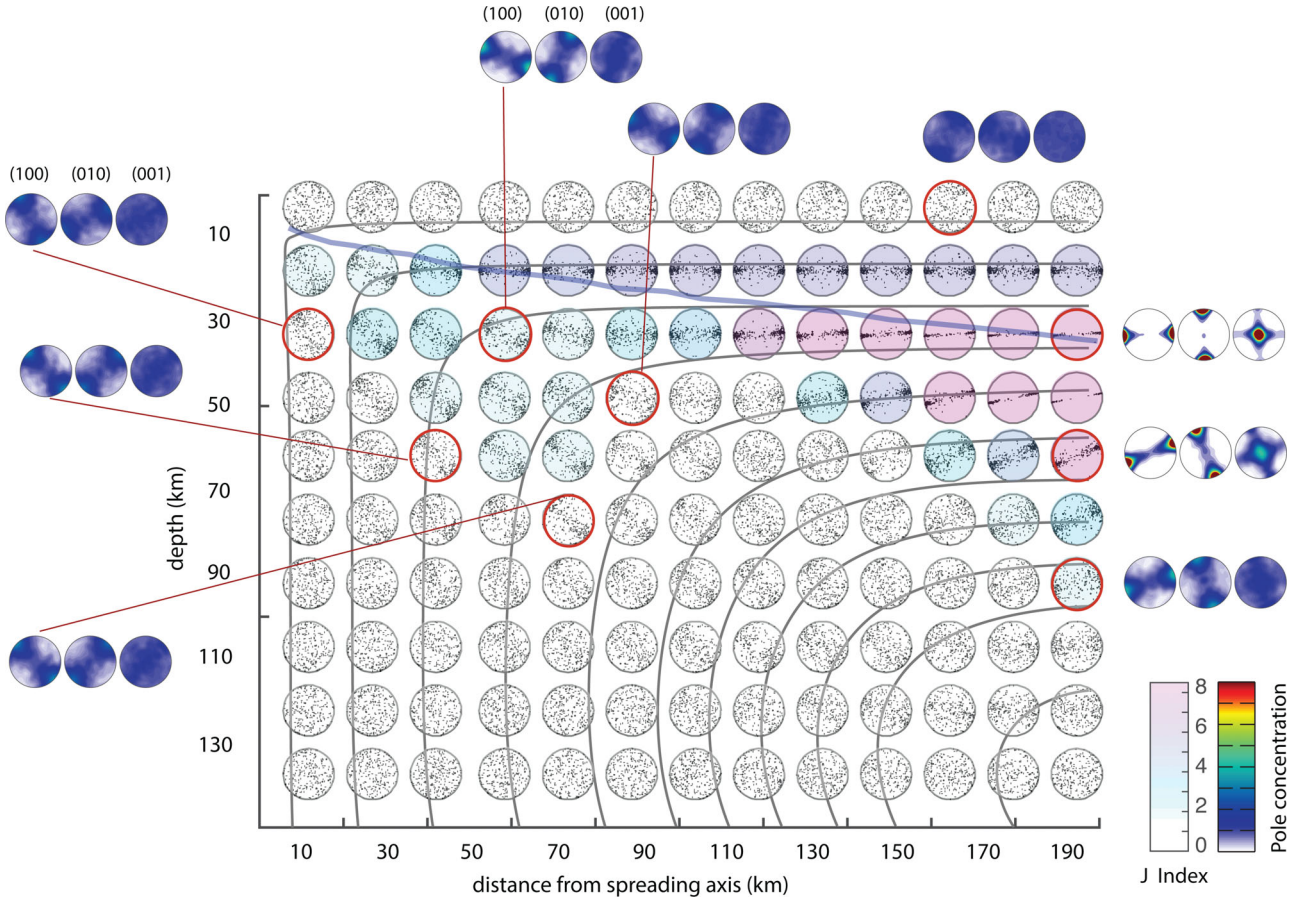 (100) (010) (001)
(100) (010) (001)
10
30
50
70
90
110
130
depth (km)
10 30 50 70 90 110 130 150 170 190
distance from spreading axis (km)
8
6
4
2
0
J Index
Pole concentration